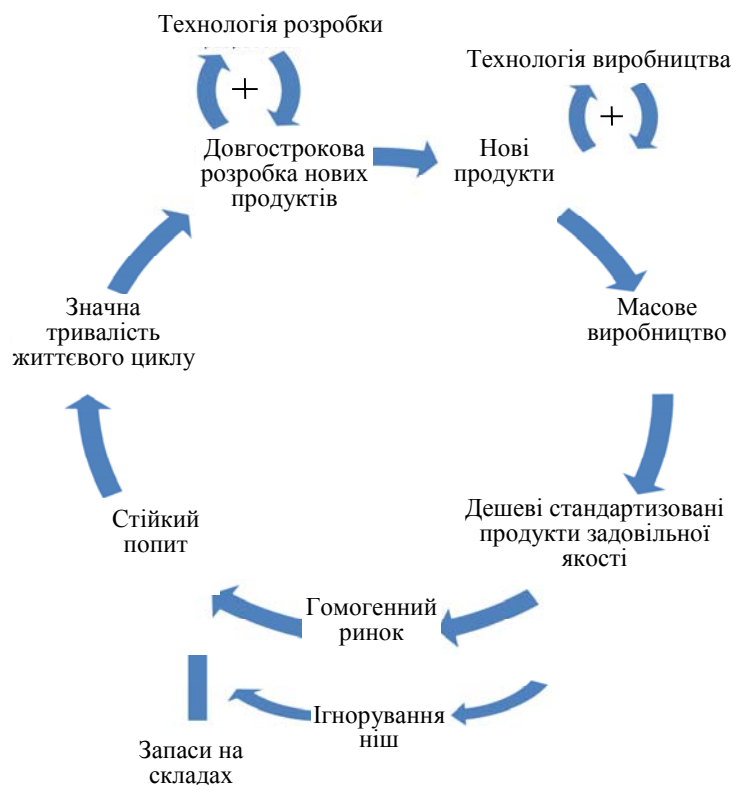 Технологія розробки
Технологія виробництва
+
+
Довгострокова
розробка нових
продуктів
Нові
продукти
Значна
тривалість
життєвого циклу
Масове
виробництво
Стійкий
попит
Дешеві стандартизовані
продукти задовільної
якості
Гомогенний
ринок
Ігнорування
ніш
Запаси на
складах